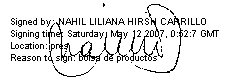 Signed by: NAHIL LILIANA HIRSH CARRILLO
Signing time: Saturday, May 12 2007, 0:52:7 GMT
Location: pres
Reason to sign: bolsa de productos